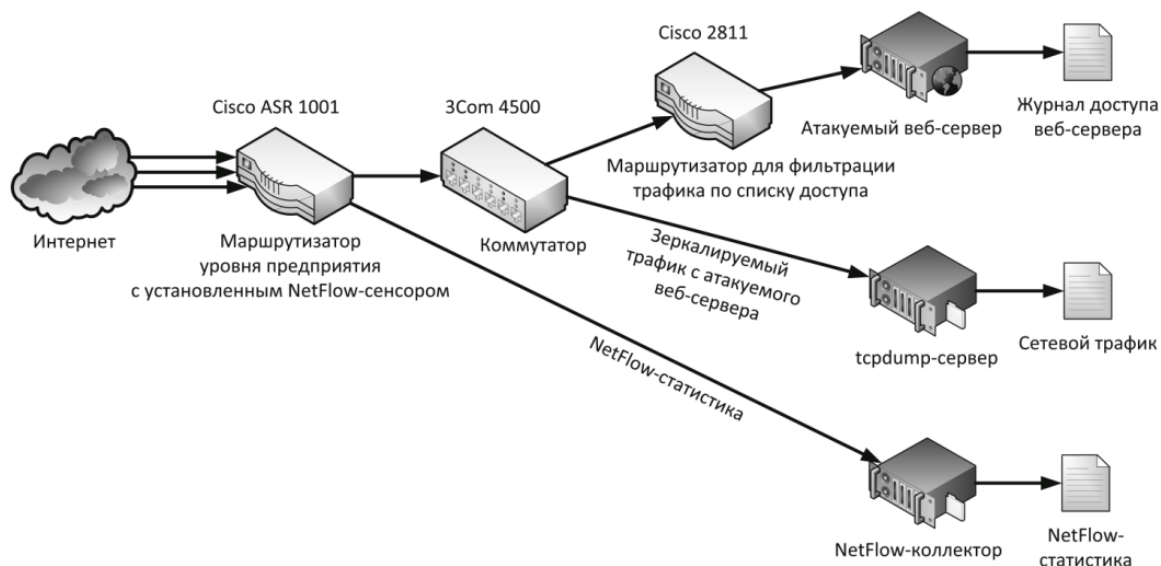 Cisco 2811
Cisco ASR 1001
3Com 4500
Интернет
Маршрутизатор
уровня предприятия
с установленным NetFlow-сенсором
Коммутатор
Маршрутизатор для фильтрации
трафика по списку доступа
Атакуемый веб-сервер
Журнал доступа
веб-сервера
Зеркалируемый
трафик с атакуемого
веб-сервера
tcpdump-сервер
Сетевой трафик
NetFlow-статистика
NetFlow-коллектор
NetFlow-
статистика